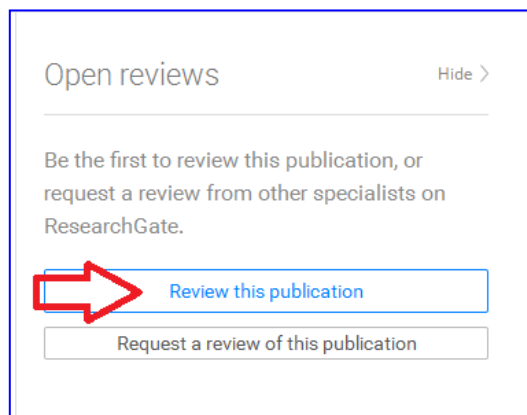 Open reviews
Hide
Be the first to review this publication, or
request a review from other specialists on
ResearchGate.
Review this publication
Request a review of this publication